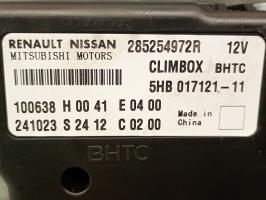 RENAULT NISSAN 285254972R 12V
MITSUBISHI MOTORS
CLIMBOX BHTC
5HB 017121-11
100638 H 00 41 E 04 00
241023 S 24 12 C 02 00
Made in
China
BHTC